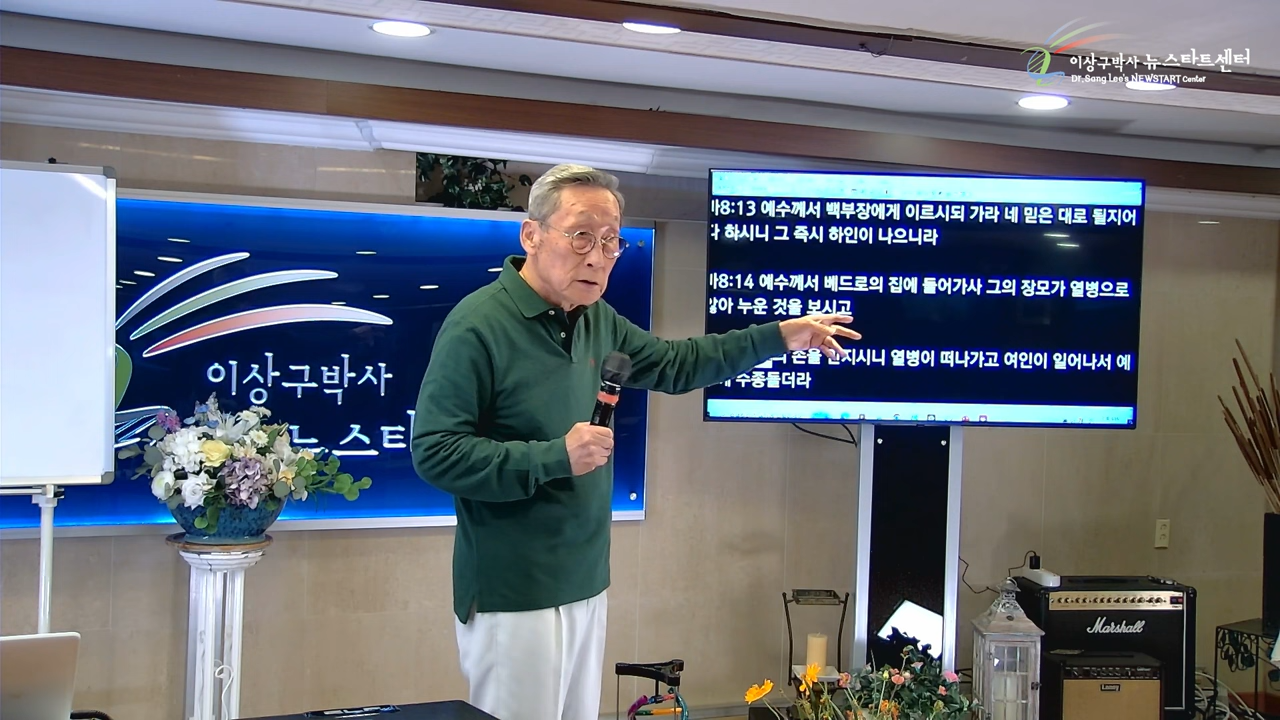 이상구박사 뉴스타트센터
Dr.Sang Lee's NEWSTART Center
마8:13 예수께서 백부장에게 이르시되 가라 네 믿은 대로 될지어
다 하시니 그 즉시 하인이 나으니라
마8:14 예수께서 베드로의 집에 들어가사 그의 장모가 열병으로
앓아 누운 것을 보시고
손을 만지시니 열병이 떠나가고 여인이 일어나서 예
수종들더라
이상구박사
뉴스타
Marshall
Laney